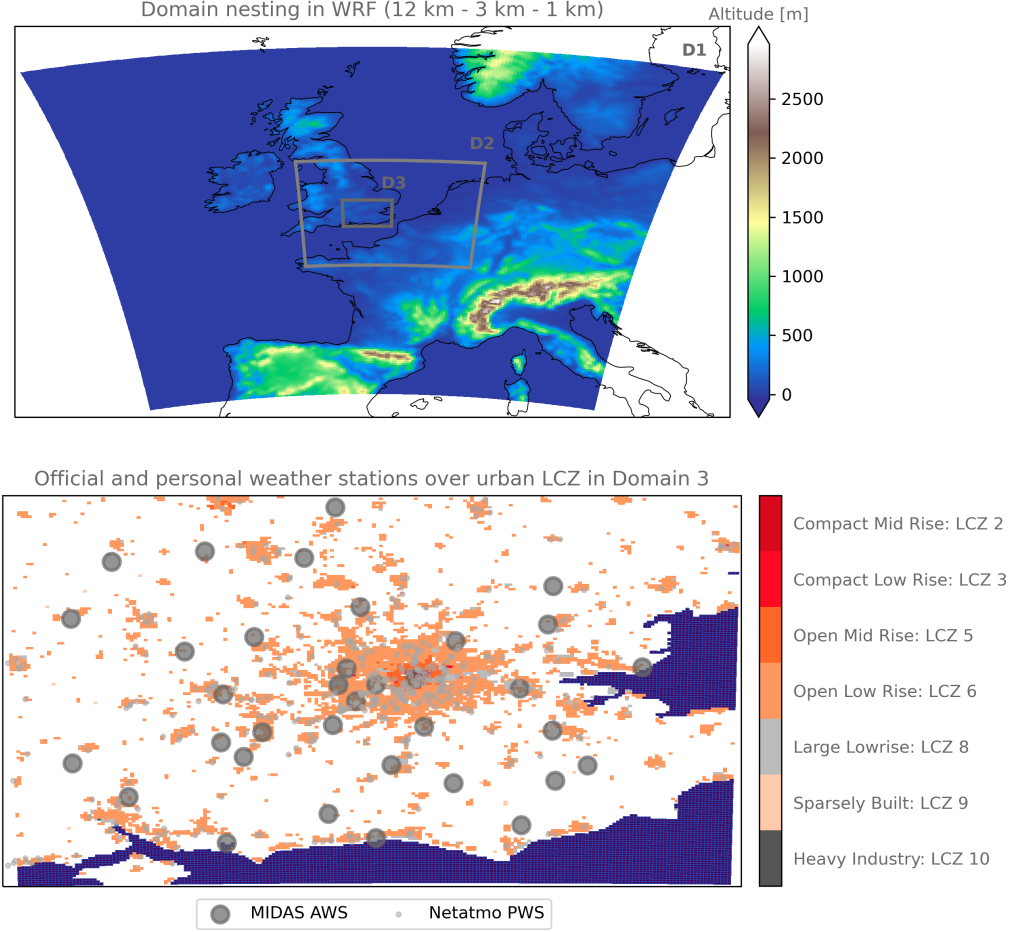 Domain nesting in WRF (12 km - 3 km - 1 km)
Altitude [m]
D1
D2
D3
2500
2000
1500
1000
500
0
Official and personal weather stations over urban LCZ in Domain 3
Compact Mid Rise: LCZ 2
Compact Low Rise: LCZ 3
Open Mid Rise: LCZ 5
Open Low Rise: LCZ 6
Large Lowrise: LCZ 8
Sparsely Built: LCZ 9
Heavy Industry: LCZ 10
MIDAS AWS
Netatmo PWS